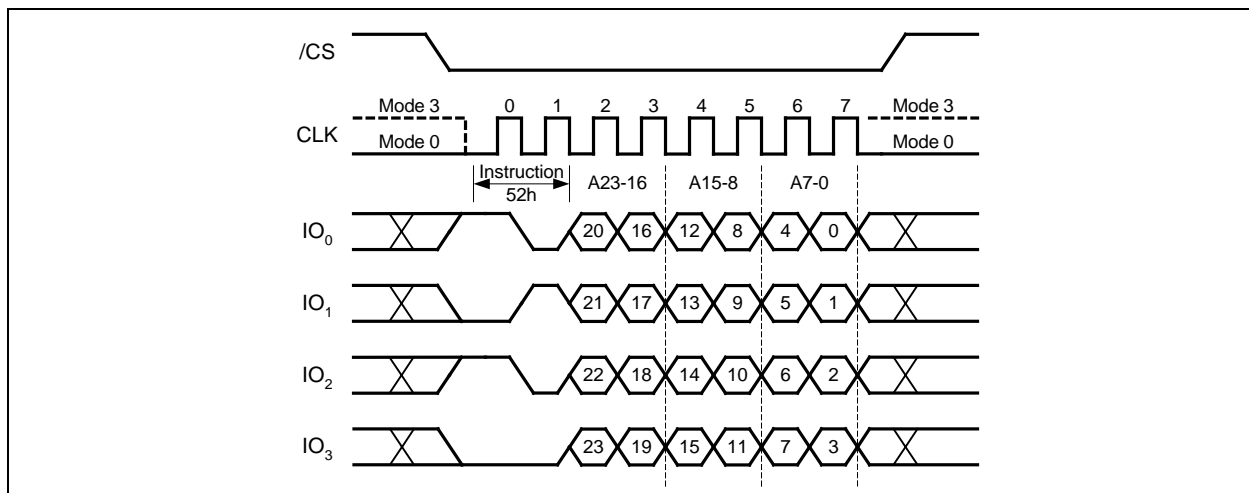 /CS
Mode 3 0 1 2 3 4 5 6 7 Mode 3
CLK Mode 0 Mode 0
Instruction A23-16 A15-8 A7-0
52h
IO0 20 16 12 8 4 0
IO1 21 17 13 9 5 1
IO2 22 18 14 10 6 2
IO3 23 19 15 11 7 3